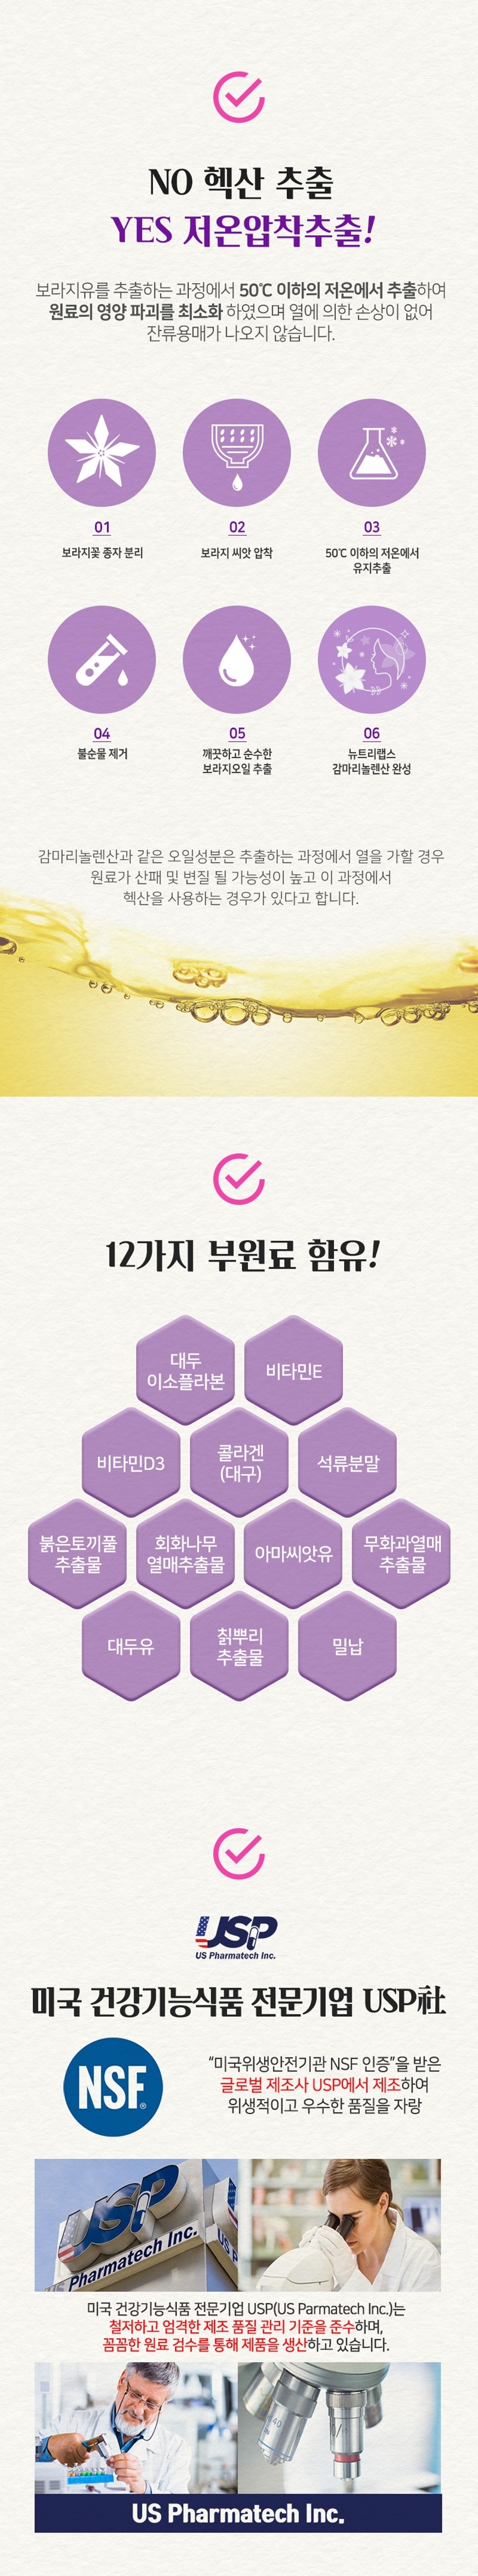 NO 헥산 추출
YES 저온압착추출!
보라지유를 추출하는 과정에서 50℃ 이하의 저온에서 추출하여
원료의 영양 파괴를 최소화 하였으며 열에 의한 손상이 없어
잔류용매가 나오지 않습니다.
01
보라지꽃 종자 분리
02
보라지 씨앗 압착
03
50℃ 이하의 저온에서
유지추출
04
불순물 제거
05
깨끗하고 순수한
보라지오일 추출
06
뉴트리랩스
감마리놀렌산 완성
감마리놀렌산과 같은 오일성분은 추출하는 과정에서 열을 가할 경우
원료가 산패 및 변질 될 가능성이 높고 이 과정에서
헥산을 사용하는 경우가 있다고 합니다.
12가지 부원료 함유!
대두
이소플라본
비타민E
비타민D3
콜라겐
(대구)
석류분말
붉은토끼풀
추출물
회화나무
열매추출물
아마씨앗유
무화과열매
추출물
대두유
칡뿌리
추출물
밀납
USP
US Pharmatech Inc.
미국 건강기능식품 전문기업 USP社
NSF®
“미국위생안전기관 NSF 인증”을 받은
글로벌 제조사 USP에서 제조하여
위생적이고 우수한 품질을 자랑
USP
US Pharmatech Inc.
US P
미국 건강기능식품 전문기업 USP(US Parmatech Inc.)는
철저하고 엄격한 제조 품질 관리 기준을 준수하며,
꼼꼼한 원료 검수를 통해 제품을 생산하고 있습니다.
40
US Pharmatech Inc.